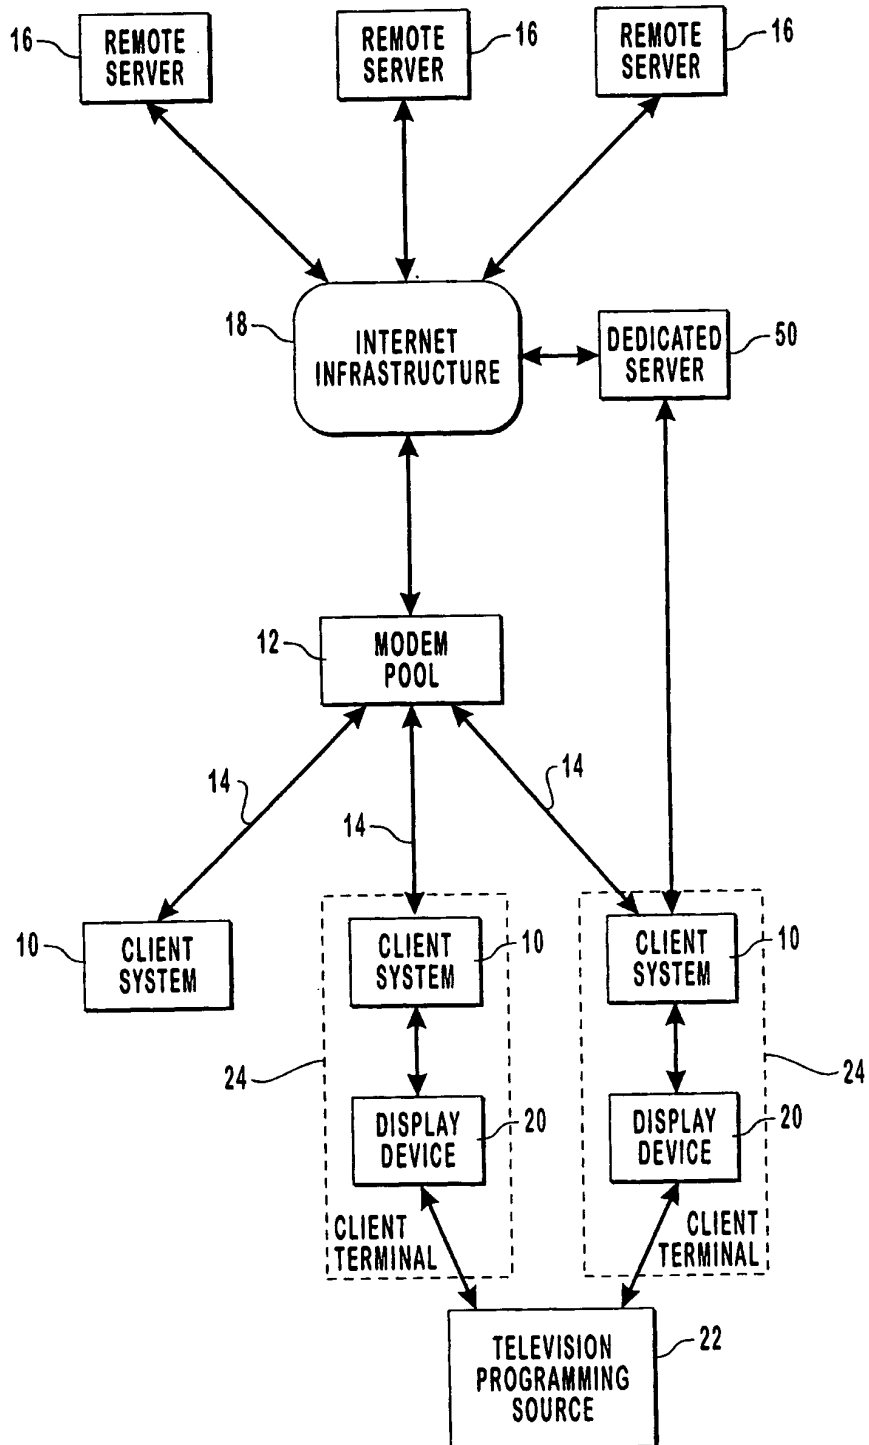 16
REMOTE
SERVER
REMOTE
SERVER
16
REMOTE
SERVER
16
18
INTERNET
INFRASTRUCTURE
DEDICATED
SERVER
50
12
MODEM
POOL
14
14
14
10
CLIENT
SYSTEM
CLIENT
SYSTEM
10
CLIENT
SYSTEM
10
24
24
DISPLAY
DEVICE
20
DISPLAY
DEVICE
20
CLIENT
TERMINAL
CLIENT
TERMINAL
TELEVISION
PROGRAMMING
SOURCE
22